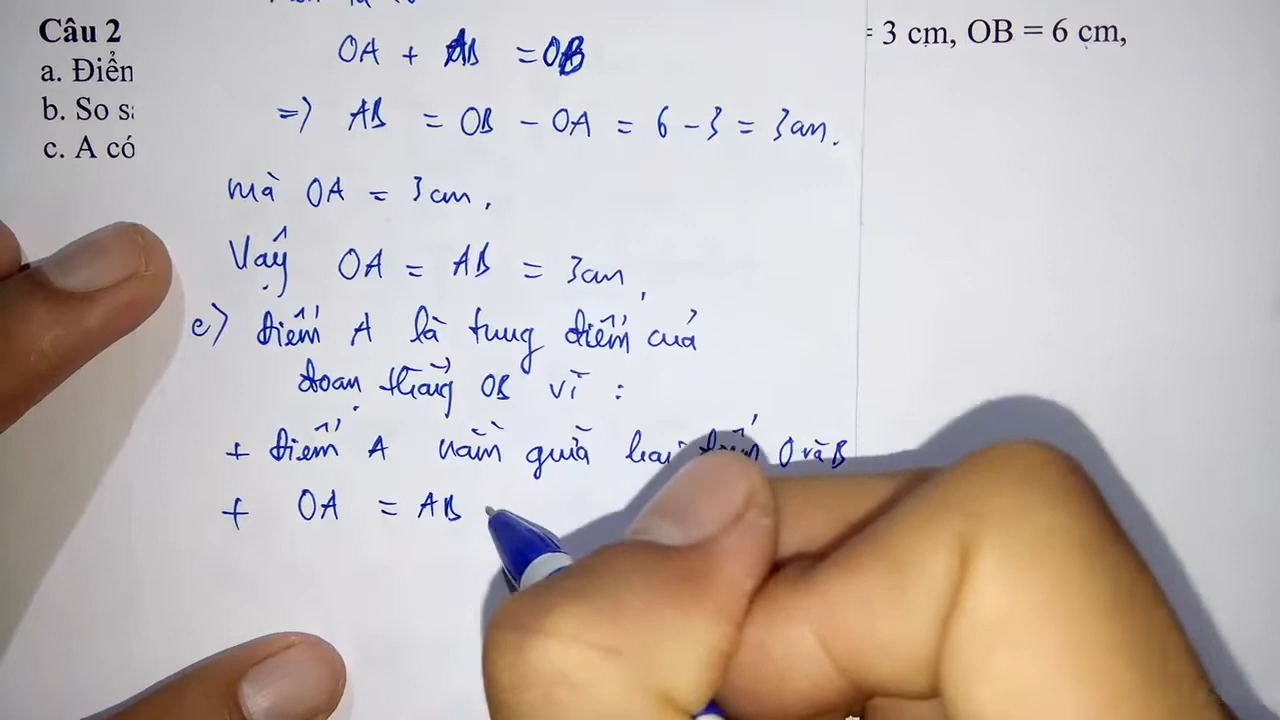 Câu 2
= 3 cm, OB = 6 cm,
a. Điển
b. So s
c. A có
OA + AB = OB
=> AB = OB - OA = 6 - 3 = 3cm.
mà OA = 3cm.
Vậy OA = AB = 3cm.
c) điểm A là trung điểm của
đoạn thẳng OB vì :
+ điểm A nằm giữa hai điểm O và B
+ OA = AB